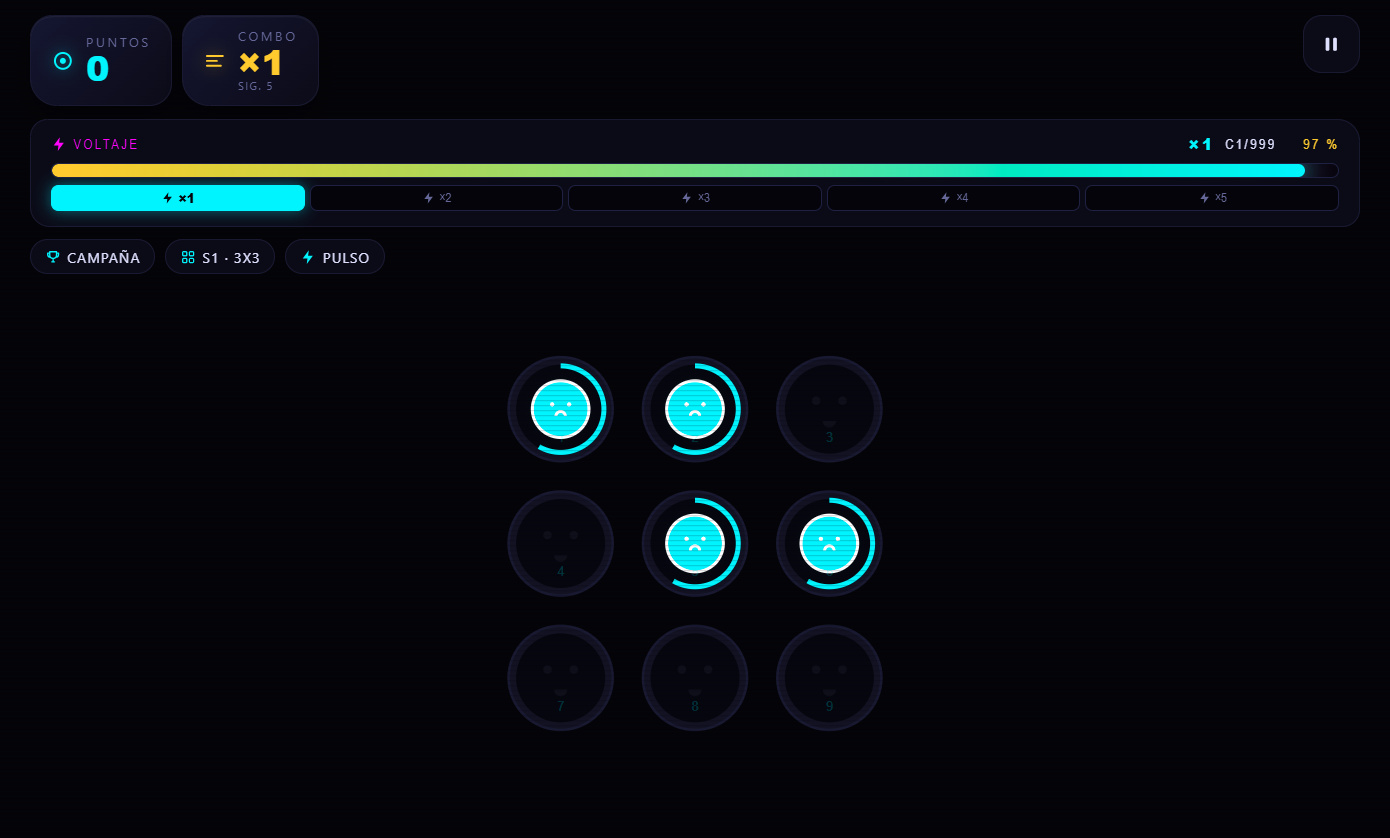 PUNTOS
0
COMBO
×1
SIG. 5
VOLTAJE
×1 C1/999 97 %
×1 ×2 ×3 ×4 ×5
CAMPAÑA S1 · 3X3 PULSO
3
4
7 8 9